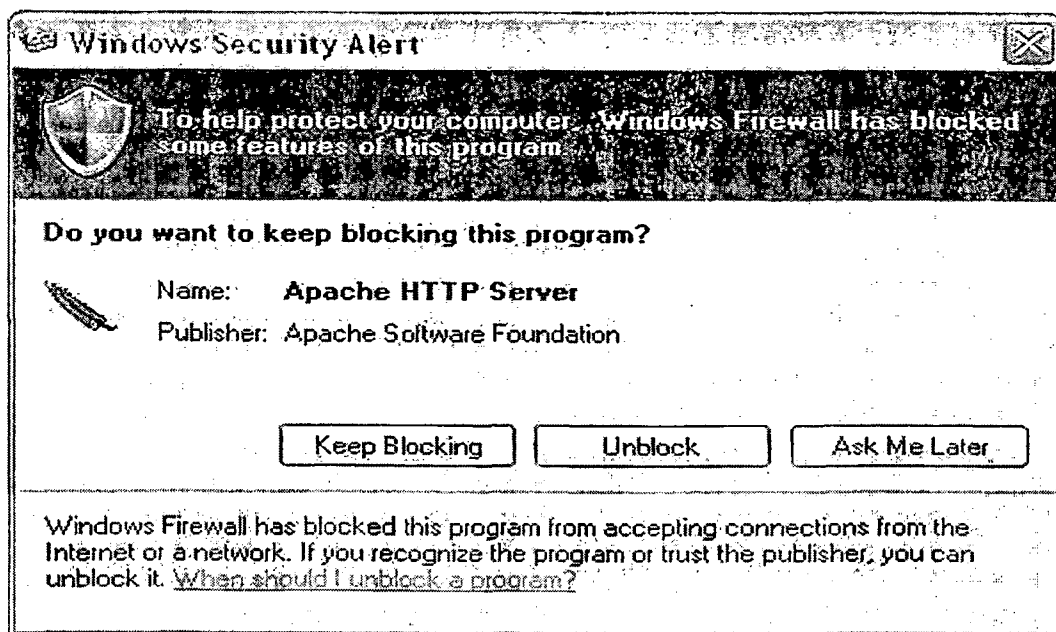 Windows Security Alert
To help protect your computer, Windows Firewall has blocked
some features of this program
Do you want to keep blocking this program?
Name: Apache HTTP Server
Publisher: Apache Software Foundation
Keep Blocking Unblock Ask Me Later
Windows Firewall has blocked this program from accepting connections from the
Internet or a network. If you recognize the program or trust the publisher, you can
unblock it. When should I unblock a program?